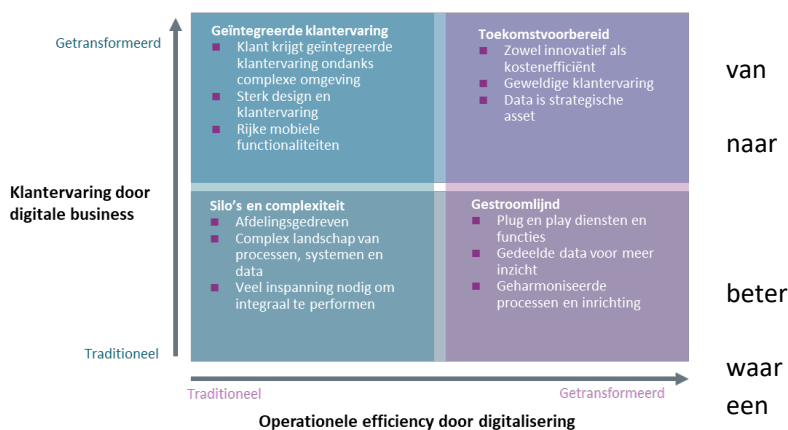 Getransformeerd
Geïntegreerde klantervaring
Klant krijgt geïntegreerde
klantervaring ondanks
complexe omgeving
Sterk design en
klantervaring
Rijke mobiele
functionaliteiten
Toekomstvoorbereid
Zowel innovatief als
kostenefficiënt
Geweldige klantervaring
Data is strategische
asset
van
naar
Klantervaring door
digitale business
Silo's en complexiteit
Afdelingsgedreven
Complex landschap van
processen, systemen en
data
Veel inspanning nodig om
integraal te performen
Gestroomlijnd
Plug en play diensten en
functies
Gedeelde data voor meer
inzicht
Geharmoniseerde
processen en inrichting
beter
Traditioneel
waar
Traditioneel
Getransformeerd
een
Operationele efficiency door digitalisering